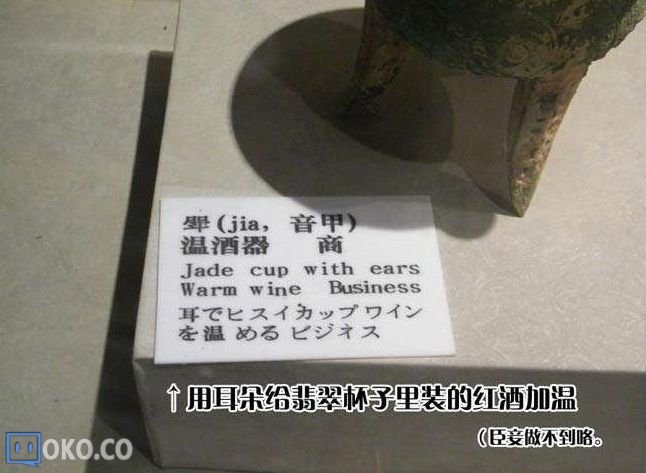 斝(jia, 音甲)
温酒器 商
Jade cup with ears
Warm wine Business
耳でヒスイカップワイン
を温 める ビジネス
↑用耳朵给翡翠杯子里装的红酒加温
（臣妾做不到咯。
OKO.CO